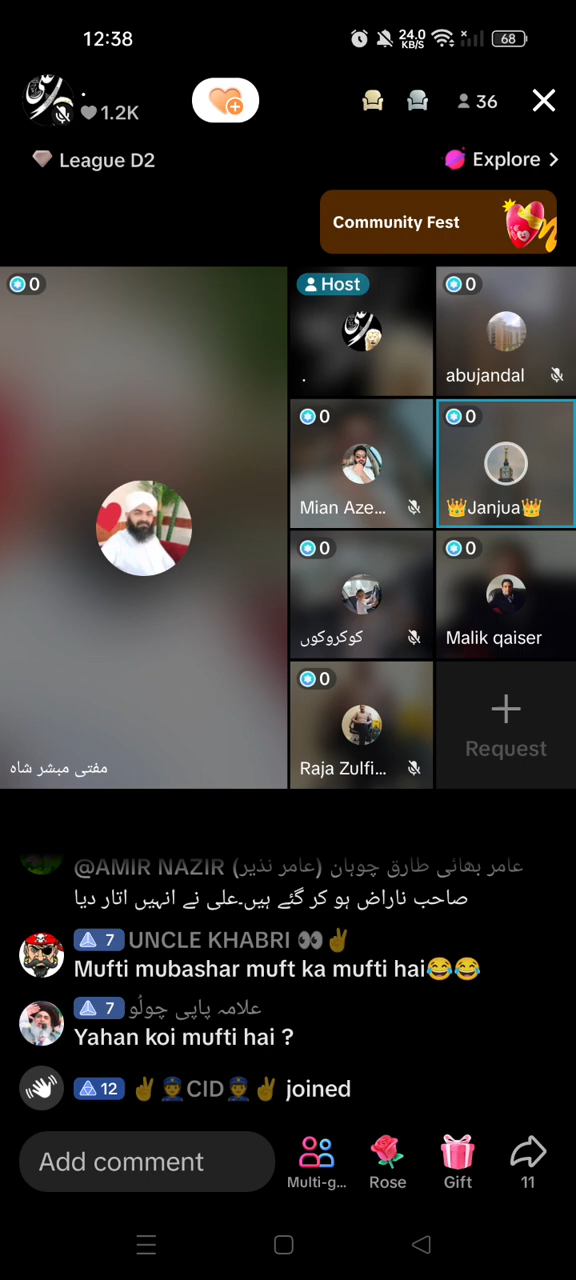 12:38
24.0
KB/S
68
.
1.2K
36
League D2
Explore >
Community Fest
0
Host
0
.
abujandal
0
0
Mian Aze...
👑Janjua👑
0
0
کوکروکوں
Malik qaiser
0
Raja Zulfi...
Request
مفتی مبشر شاہ
@AMIR NAZIR (عامر نذیر) عامر بھائی طارق چوہان
صاحب ناراض ہو کر گئے ہیں۔علی نے انہیں اتار دیا
7 UNCLE KHABRI 👀✌
Mufti mubashar muft ka mufti hai😂😂
7 علامہ پاپی چولُو
Yahan koi mufti hai ?
12 ✌👮CID👮✌ joined
Add comment
Multi-g...
Rose
Gift
11